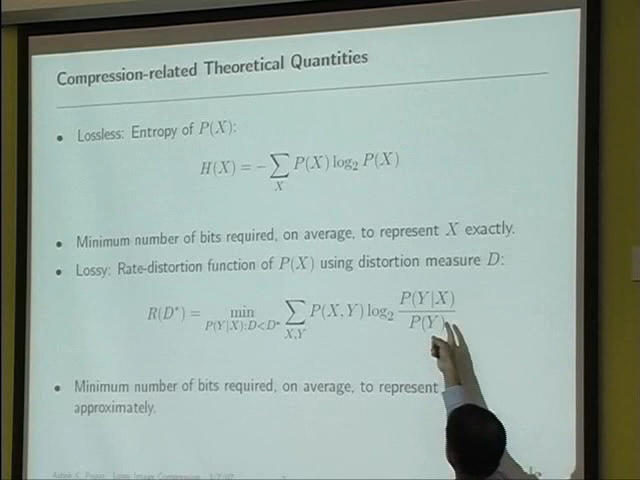 Compression-related Theoretical Quantities
• Lossless: Entropy of P(X):
H(X) = −∑_X P(X) log₂ P(X)
• Minimum number of bits required, on average, to represent X exactly.
• Lossy: Rate-distortion function of P(X) using distortion measure D:
R(D*) = min_{P(Y|X):D<D*} ∑_{X,Y} P(X,Y) log₂ P(Y|X) / P(Y)
• Minimum number of bits required, on average, to represent
approximately.
Image Compression